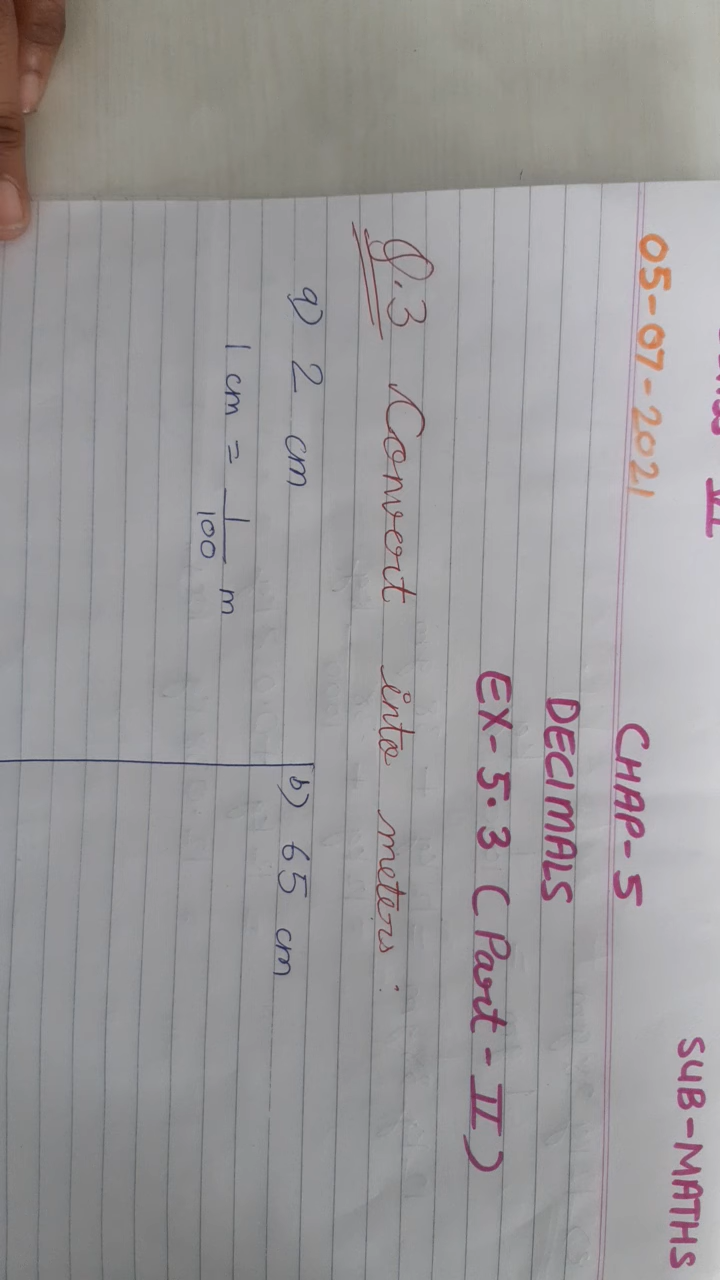 VI
05-07-2021
SUB-MATHS
CHAP-5
DECIMALS
EX-5.3 (Part-II)
Q.3 Convert into meters:
a) 2 cm
b) 65 cm
1 cm = 1/100 m